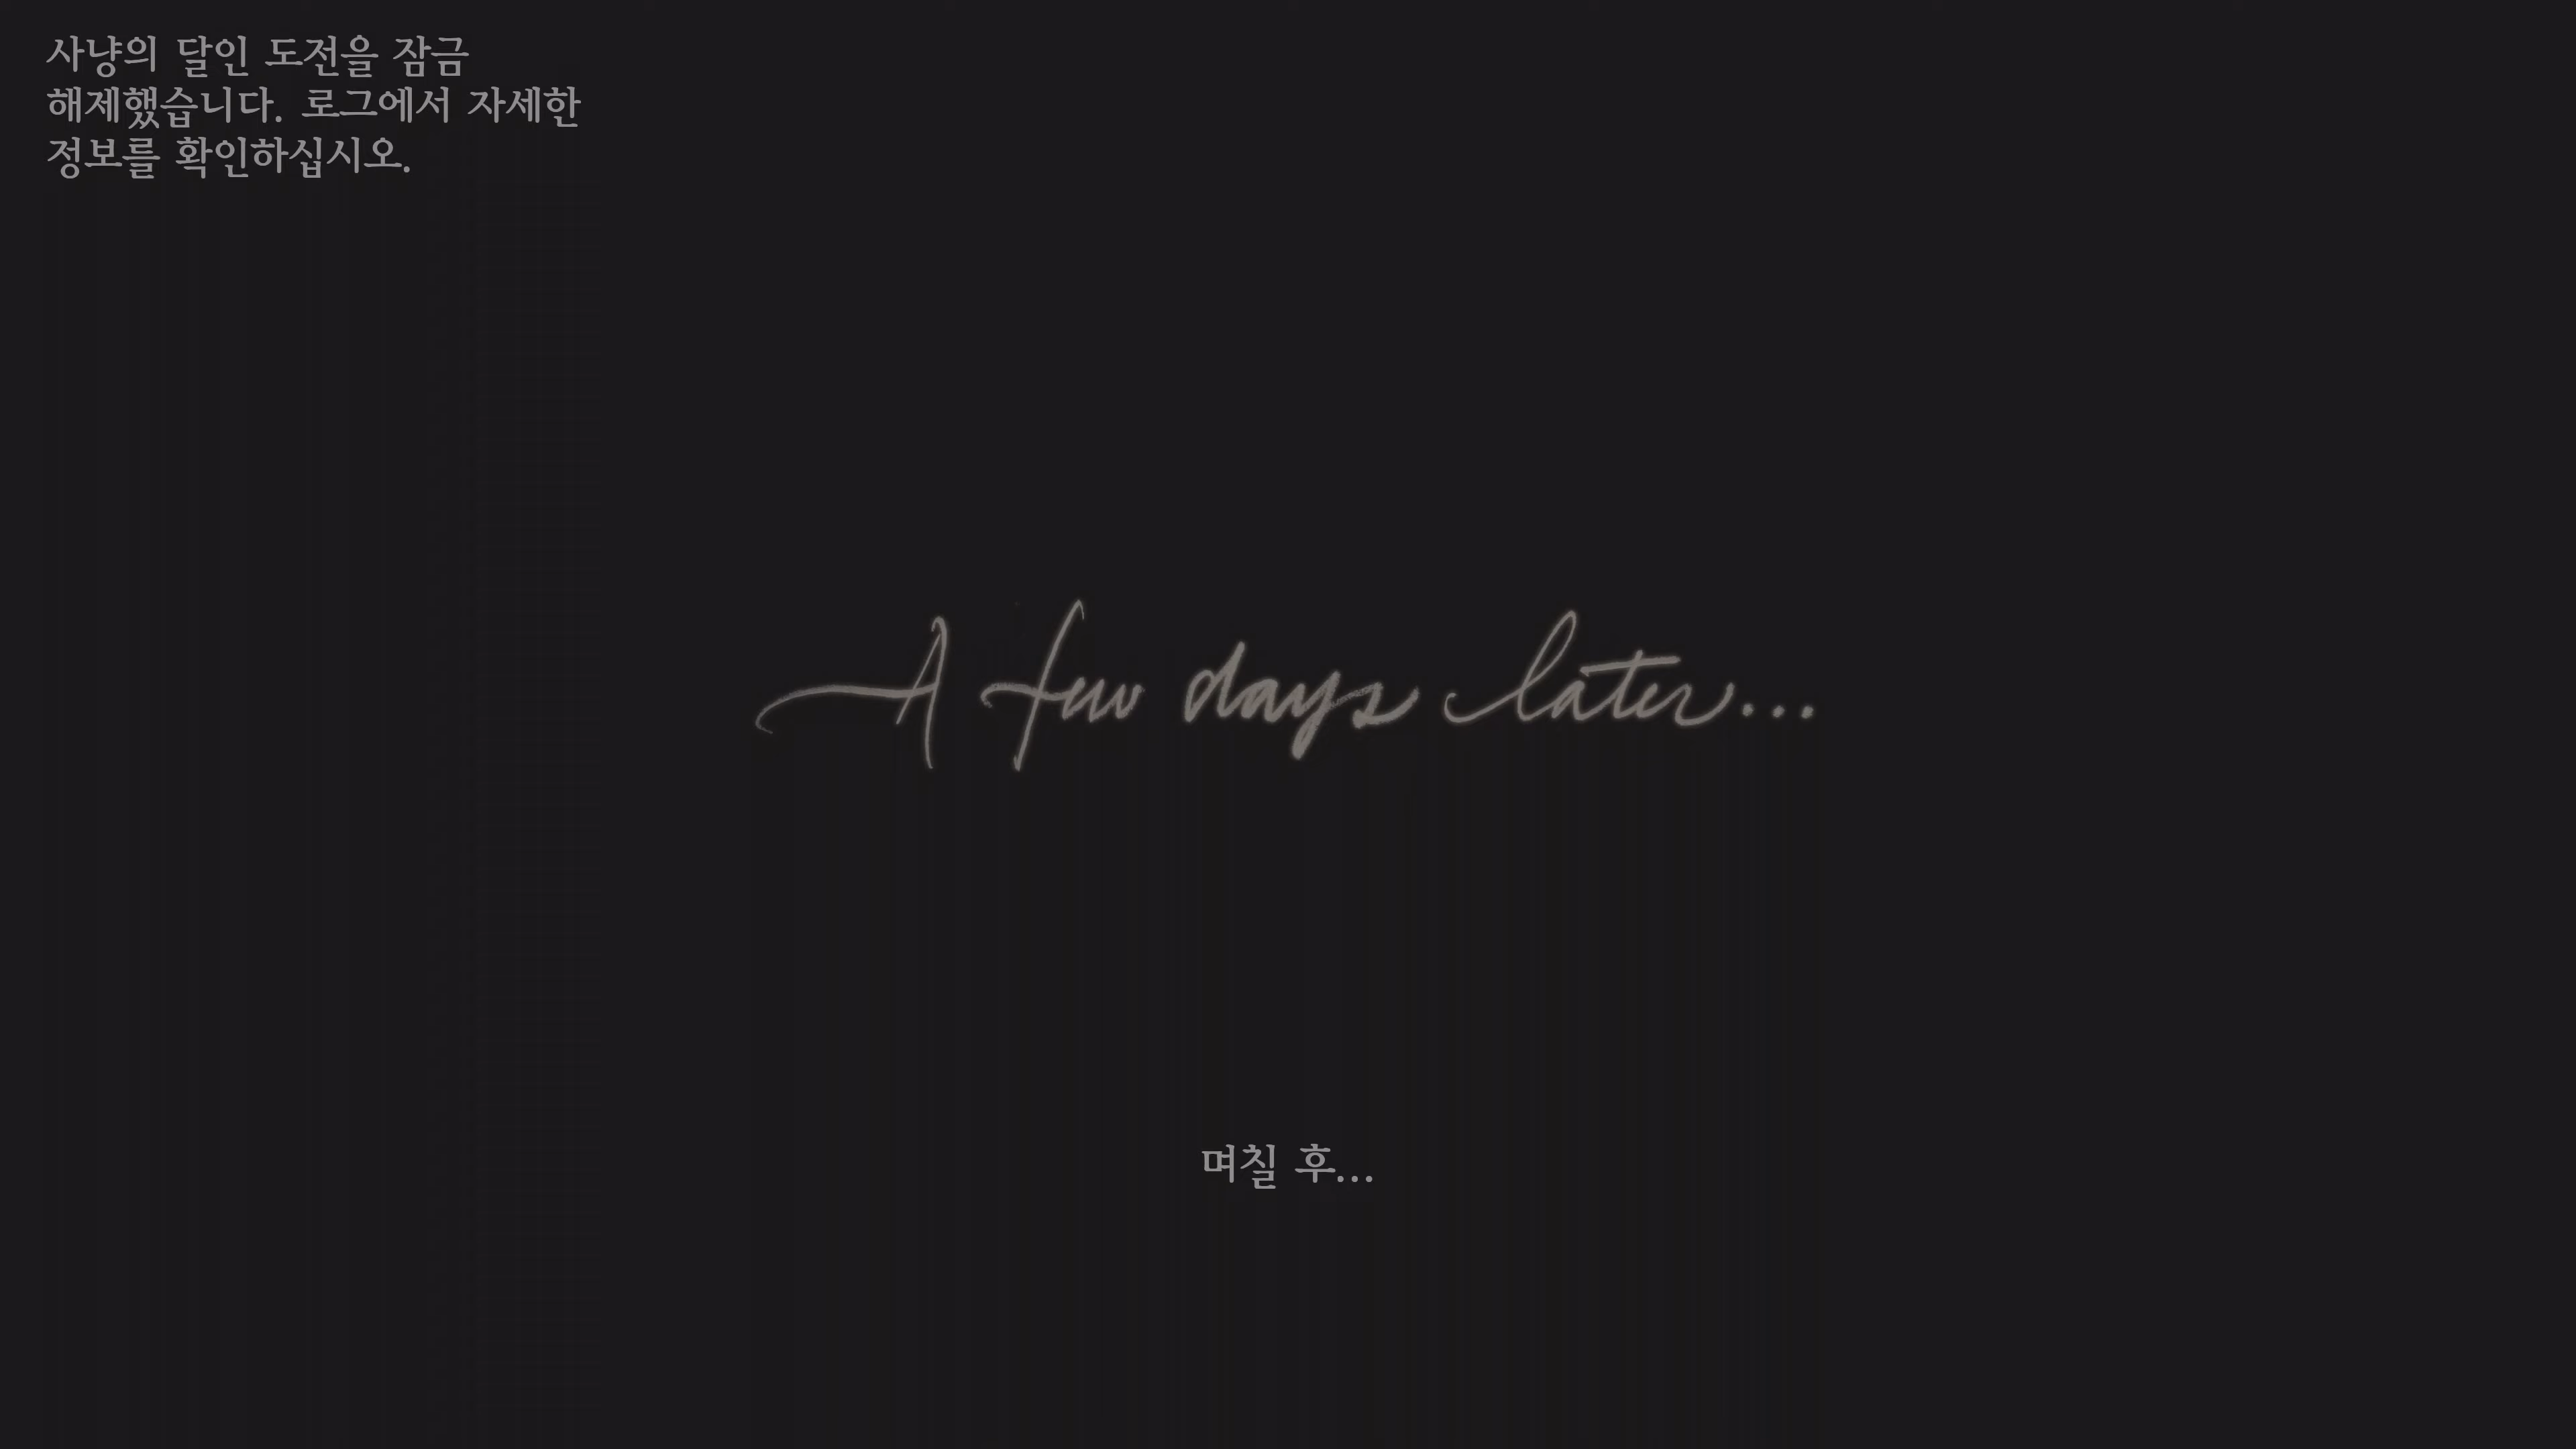 사냥의 달인 도전을 잠금
해제했습니다. 로그에서 자세한
정보를 확인하십시오.
A few days later...
며칠 후...